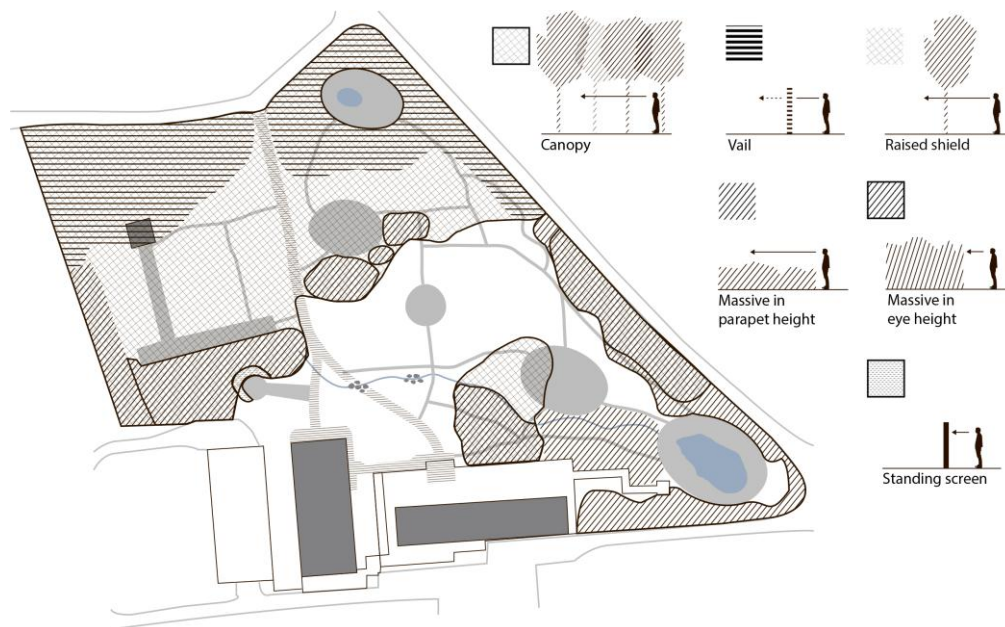 Canopy
Vail
Raised shield
Massive in
parapet height
Massive in
eye height
Standing screen